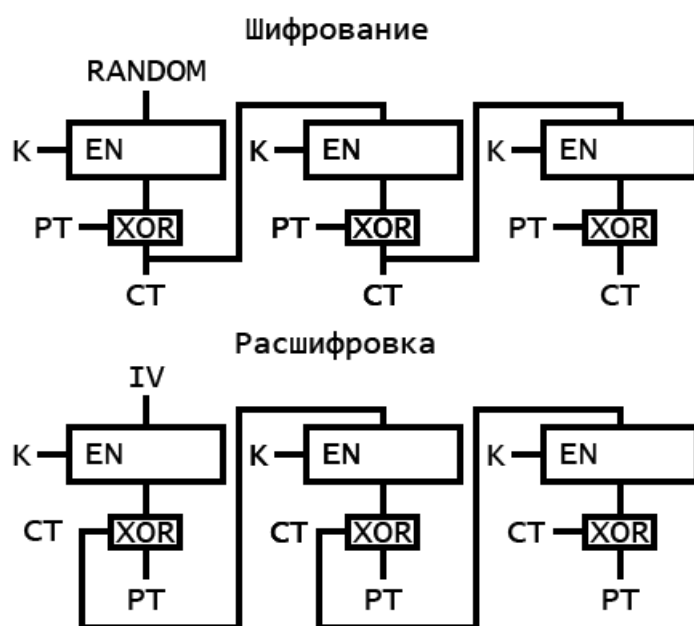 Шифрование
RANDOM
K EN K EN K EN
PT XOR PT XOR PT XOR
CT CT CT
Расшифровка
IV
K EN K EN K EN
CT XOR CT XOR CT XOR
PT PT PT